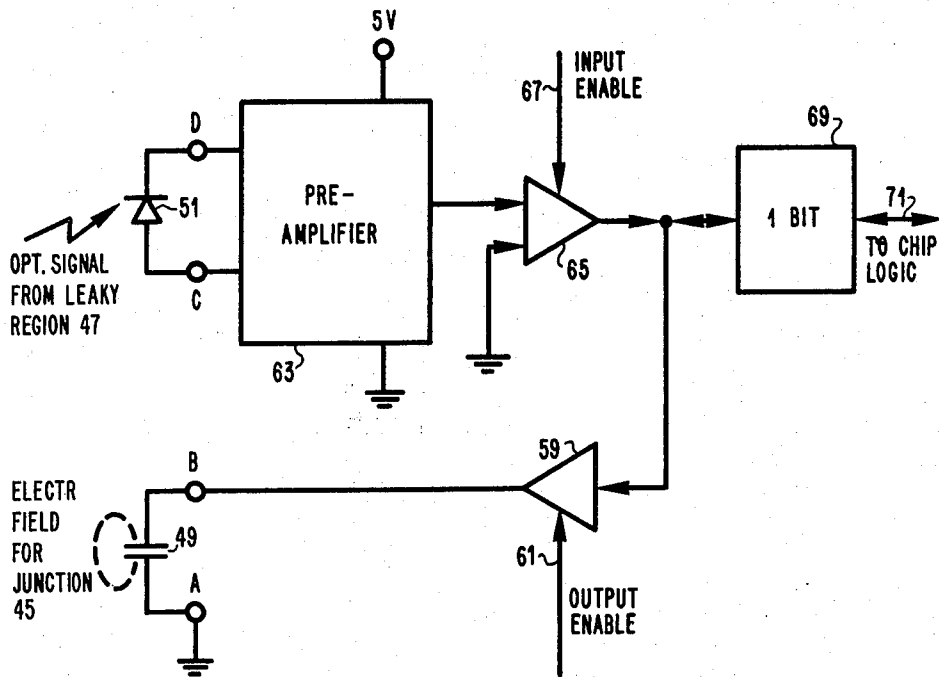 5V
INPUT
ENABLE
67
69
D
51
PRE-
AMPLIFIER
1 BIT
71
TO CHIP
LOGIC
65
OPT. SIGNAL
FROM LEAKY
REGION 47
C
63
59
B
ELECTR
FIELD
FOR
JUNCTION
45
49
A
61
OUTPUT
ENABLE